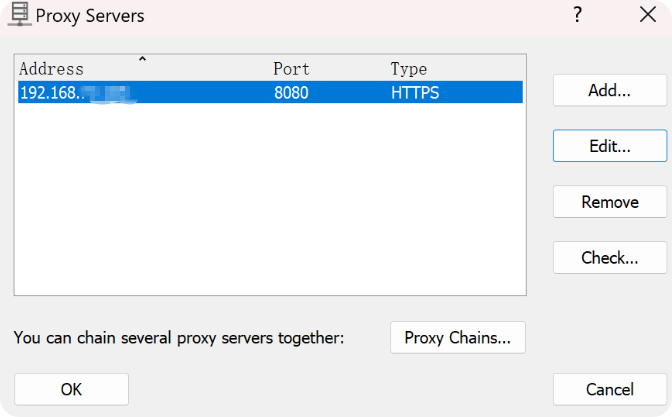 Proxy Servers ? ×
Address Port Type
192.168. 8080 HTTPS
Add...
Edit...
Remove
Check...
You can chain several proxy servers together: Proxy Chains...
OK Cancel